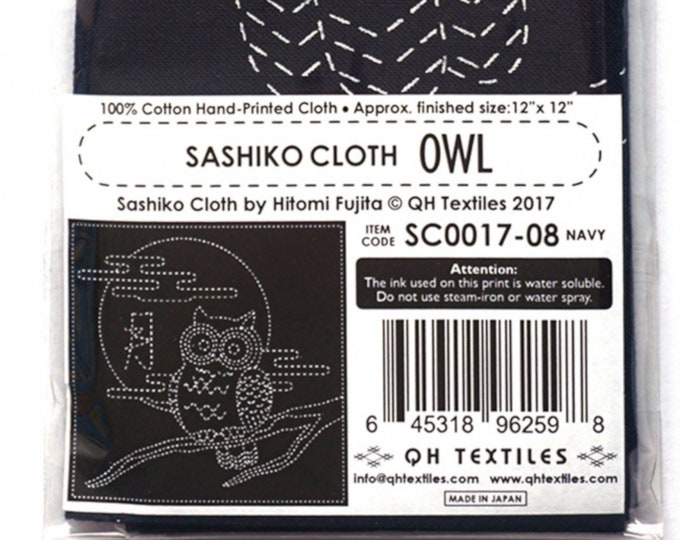 100% Cotton Hand-Printed Cloth • Approx. finished size:12"x 12"
SASHIKO CLOTH OWL
Sashiko Cloth by Hitomi Fujita © QH Textiles 2017
ITEM CODE SC0017-08 NAVY
Attention:
The ink used on this print is water soluble.
Do not use steam-iron or water spray.
6 45318 96259 8
QH TEXTILES
info@qhtextiles.com www.qhtextiles.com
MADE IN JAPAN